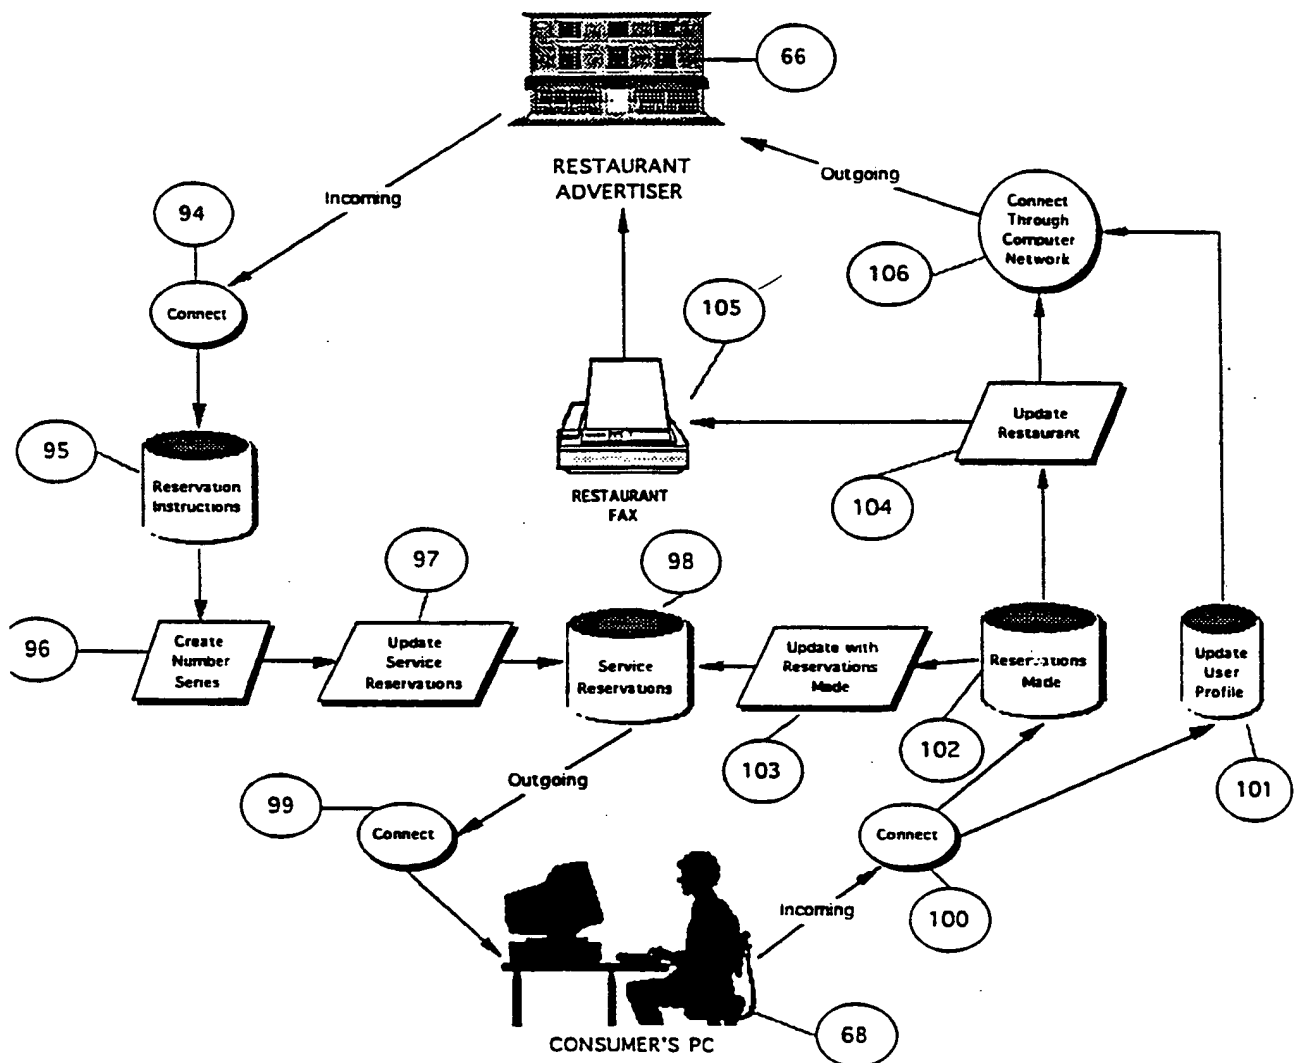 66
RESTAURANT
ADVERTISER
Outgoing
Incoming
94
Connect
Through
Computer
Network
106
105
Connect
Update
Restaurant
95
Reservation
Instructions
RESTAURANT
FAX
104
97
98
96
Create
Number
Series
Update
Service
Reservations
Service
Reservations
Update with
Reservations
Made
Reservations
Made
Update
User
Profile
102
103
101
Outgoing
99
Connect
Connect
Incoming
100
68
CONSUMER'S PC